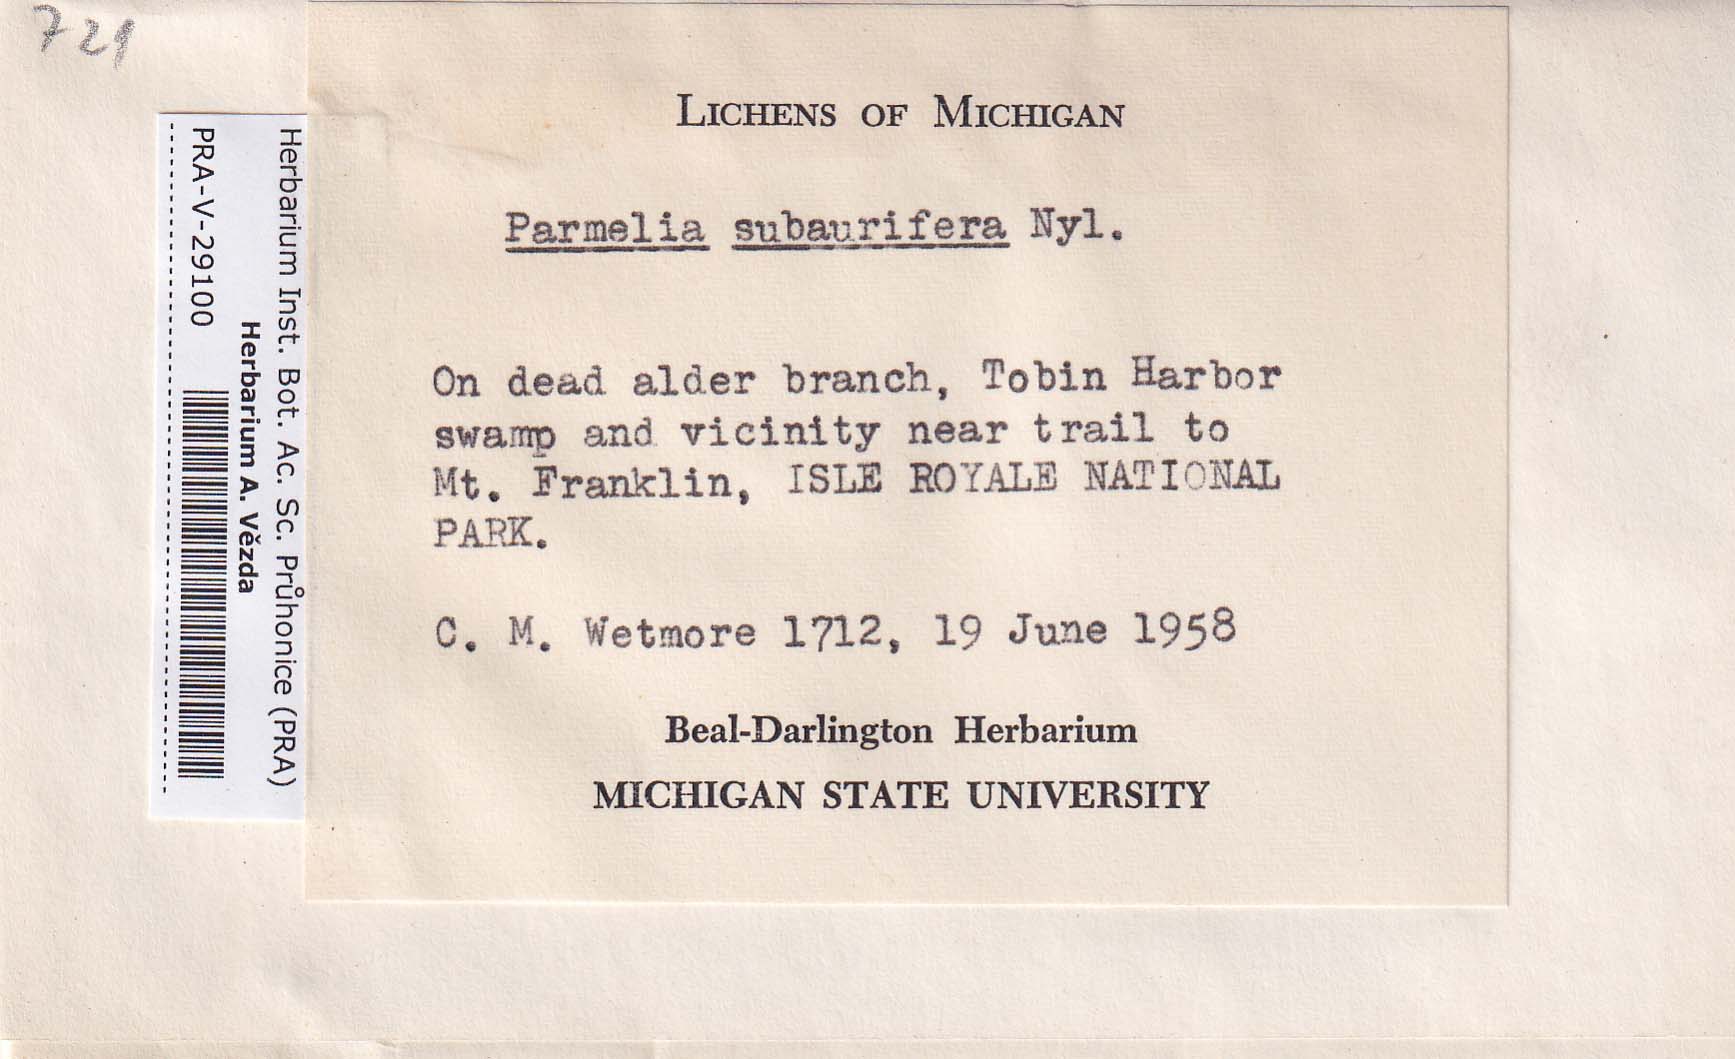 721
LICHENS OF MICHIGAN
Parmelia subaurifera Nyl.
On dead alder branch, Tobin Harbor
swamp and vicinity near trail to
Mt. Franklin, ISLE ROYALE NATIONAL
PARK.
C. M. Wetmore 1712, 19 June 1958
Beal-Darlington Herbarium
MICHIGAN STATE UNIVERSITY
Herbarium Inst. Bot. Ac. Sc. Průhonice (PRA)
Herbarium A. Vězda
PRA-V-29100